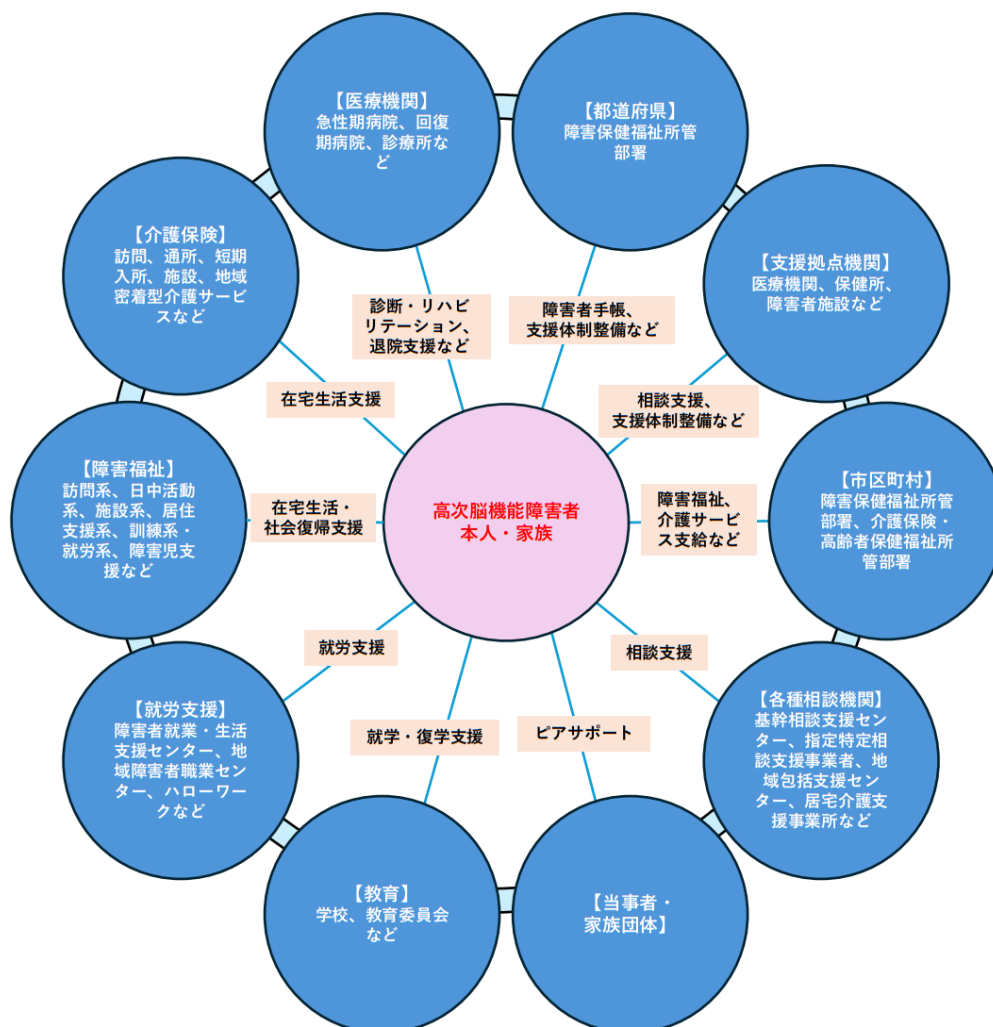 【医療機関】
急性期病院、回復
期病院、診療所な
ど
【都道府県】
障害保健福祉所管
部署
【支援拠点機関】
医療機関、保健所、
障害者施設など
【市区町村】
障害保健福祉所管
部署、介護保険・
高齢者保健福祉所
管部署
【各種相談機関】
基幹相談支援セン
ター、指定特定相
談支援事業者、地
域包括支援セン
ター、居宅介護支
援事業所など
【当事者・
家族団体】
【教育】
学校、教育委員会
など
【就労支援】
障害者就業・生活
支援センター、地
域障害者職業セン
ター、ハローワー
クなど
【障害福祉】
訪問系、日中活動
系、施設系、居住
支援系、訓練系・
就労系、障害児支
援など
【介護保険】
訪問、通所、短期
入所、施設、地域
密着型介護サービ
スなど
診断・リハビ
リテーション、
退院支援など
障害者手帳、
支援体制整備など
相談支援、
支援体制整備など
障害福祉、
介護サービ
ス支給など
相談支援
ピアサポート
就学・復学支援
就労支援
在宅生活・
社会復帰支援
在宅生活支援
高次脳機能障害者
本人・家族